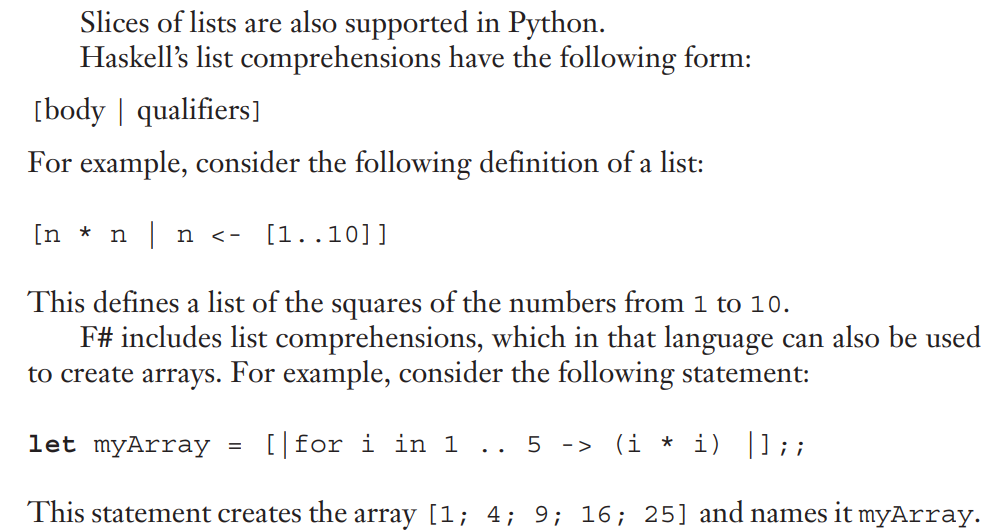 Slices of lists are also supported in Python.
Haskell’s list comprehensions have the following form:
[body | qualifiers]
For example, consider the following definition of a list:
[n * n | n <- [1..10]]
This defines a list of the squares of the numbers from 1 to 10.
F# includes list comprehensions, which in that language can also be used
to create arrays. For example, consider the following statement:
let myArray = [|for i in 1 .. 5 -> (i * i) |];;
This statement creates the array [1; 4; 9; 16; 25] and names it myArray.